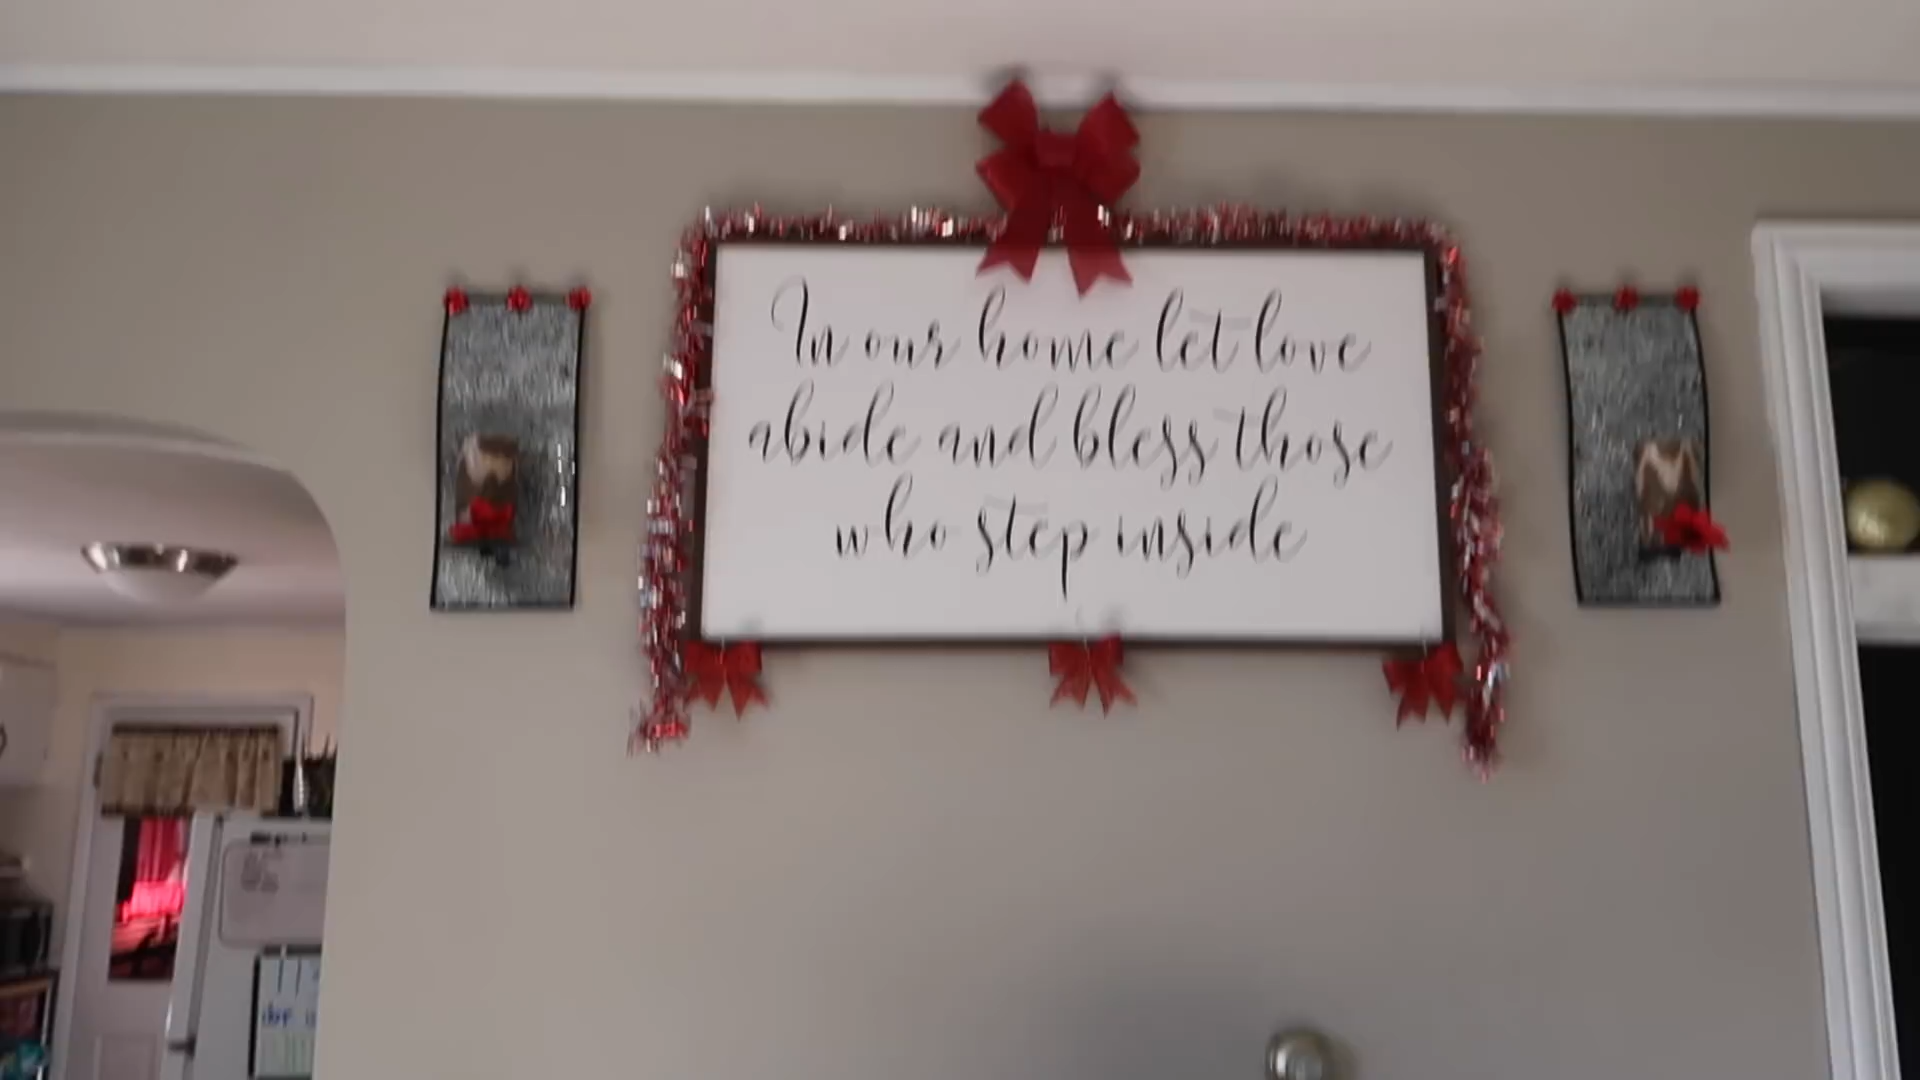 In our home let love
abide and bless those
who step inside